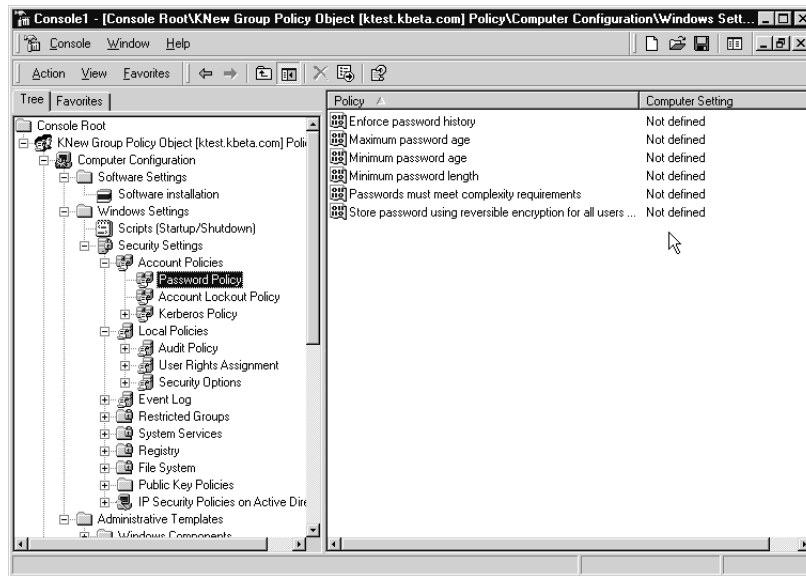 Console1 - [Console Root\KNew Group Policy Object [ktest.kbeta.com] Policy\Computer Configuration\Windows Sett...
Console Window Help
Action View Favorites
Tree Favorites
Console Root
KNew Group Policy Object [ktest.kbeta.com] Poli
Computer Configuration
Software Settings
Software installation
Windows Settings
Scripts (Startup/Shutdown)
Security Settings
Account Policies
Password Policy
Account Lockout Policy
Kerberos Policy
Local Policies
Audit Policy
User Rights Assignment
Security Options
Event Log
Restricted Groups
System Services
Registry
File System
Public Key Policies
IP Security Policies on Active Dire
Administrative Templates
Windows Components
Policy Computer Setting
Enforce password history Not defined
Maximum password age Not defined
Minimum password age Not defined
Minimum password length Not defined
Passwords must meet complexity requirements Not defined
Store password using reversible encryption for all users ... Not defined